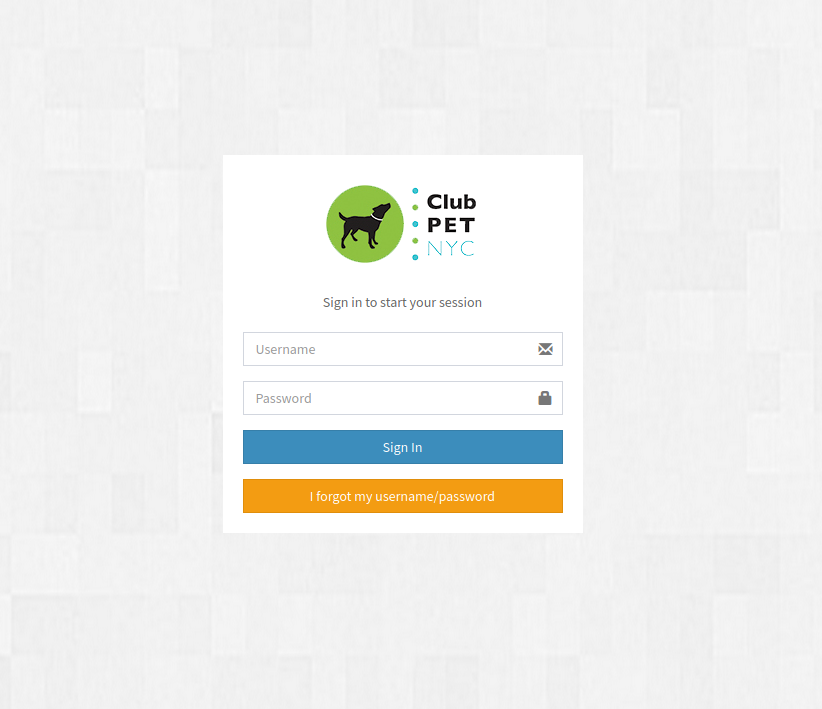 Club
PET
NYC
Sign in to start your session
Username
Password
Sign In
I forgot my username/password